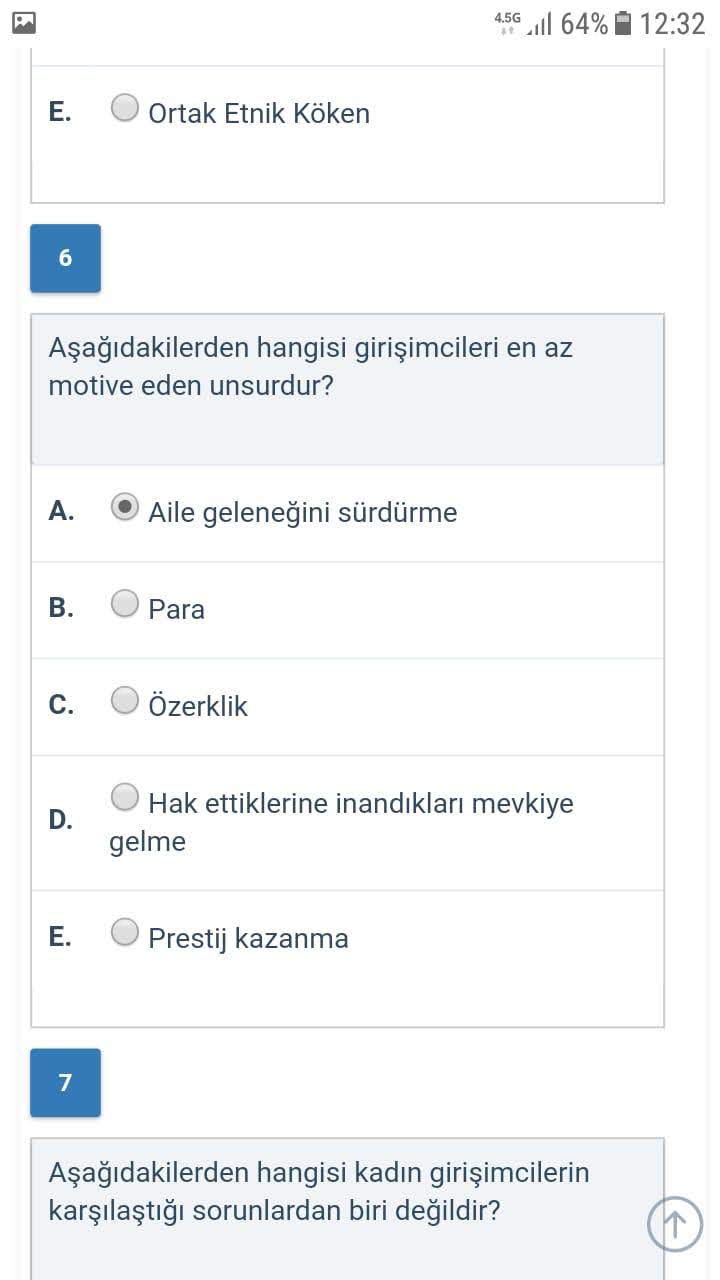 4.5G 64% 12:32
E. Ortak Etnik Köken
6
Aşağıdakilerden hangisi girişimcileri en az
motive eden unsurdur?
A. Aile geleneğini sürdürme
B. Para
C. Özerklik
D. Hak ettiklerine inandıkları mevkiye
gelme
E. Prestij kazanma
7
Aşağıdakilerden hangisi kadın girişimcilerin
karşılaştığı sorunlardan biri değildir?